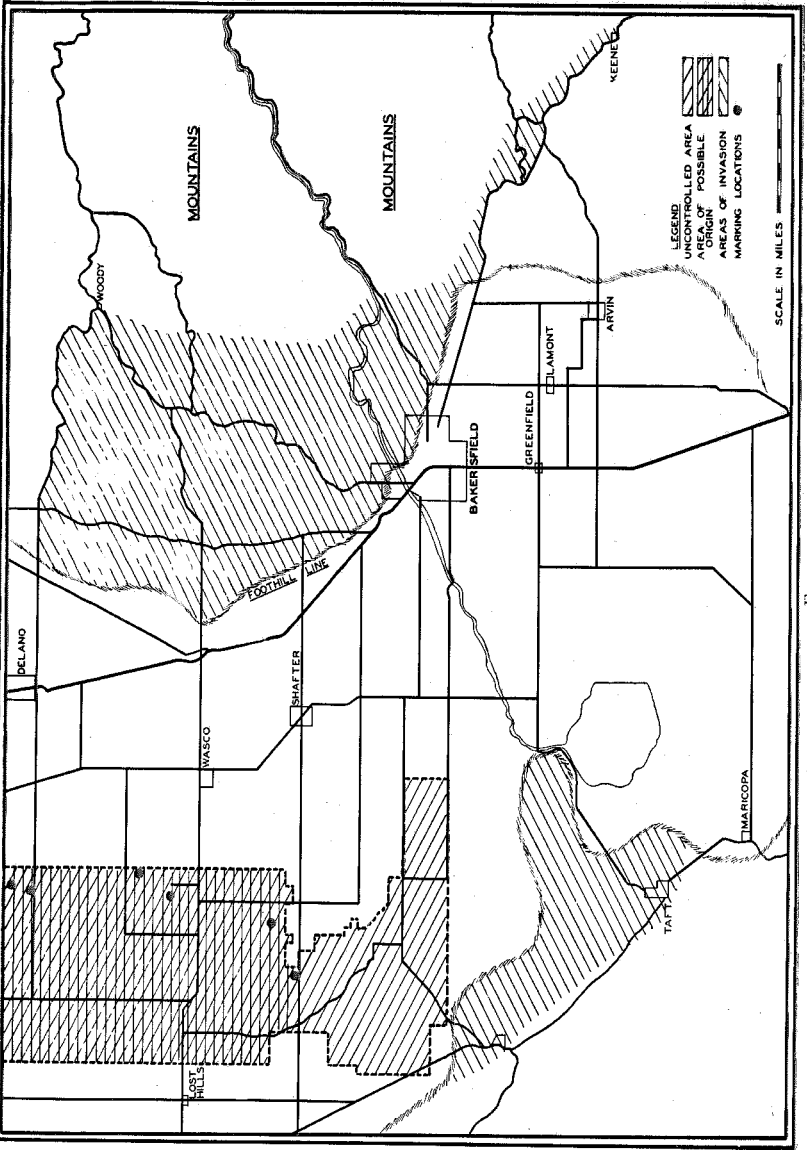 MOUNTAINS
MOUNTAINS
KEENE
WOODY
LEGEND
UNCONTROLLED AREA
AREA OF POSSIBLE
ORIGIN
AREAS OF INVASION
MARKING LOCATIONS
SCALE IN MILES
ARVIN
LAMONT
GREENFIELD
BAKERSFIELD
FOOTHILL LINE
DELANO
SHAFTER
WASCO
MARICOPA
TAFT
LOST
HILLS